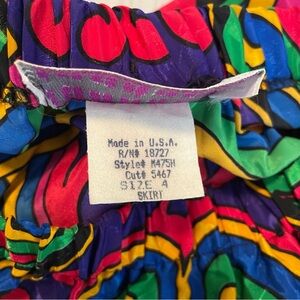 Made in U.S.A.
R/N# 18727
Style# M475H
Cut# 5467
SIZE 4
SKIRT